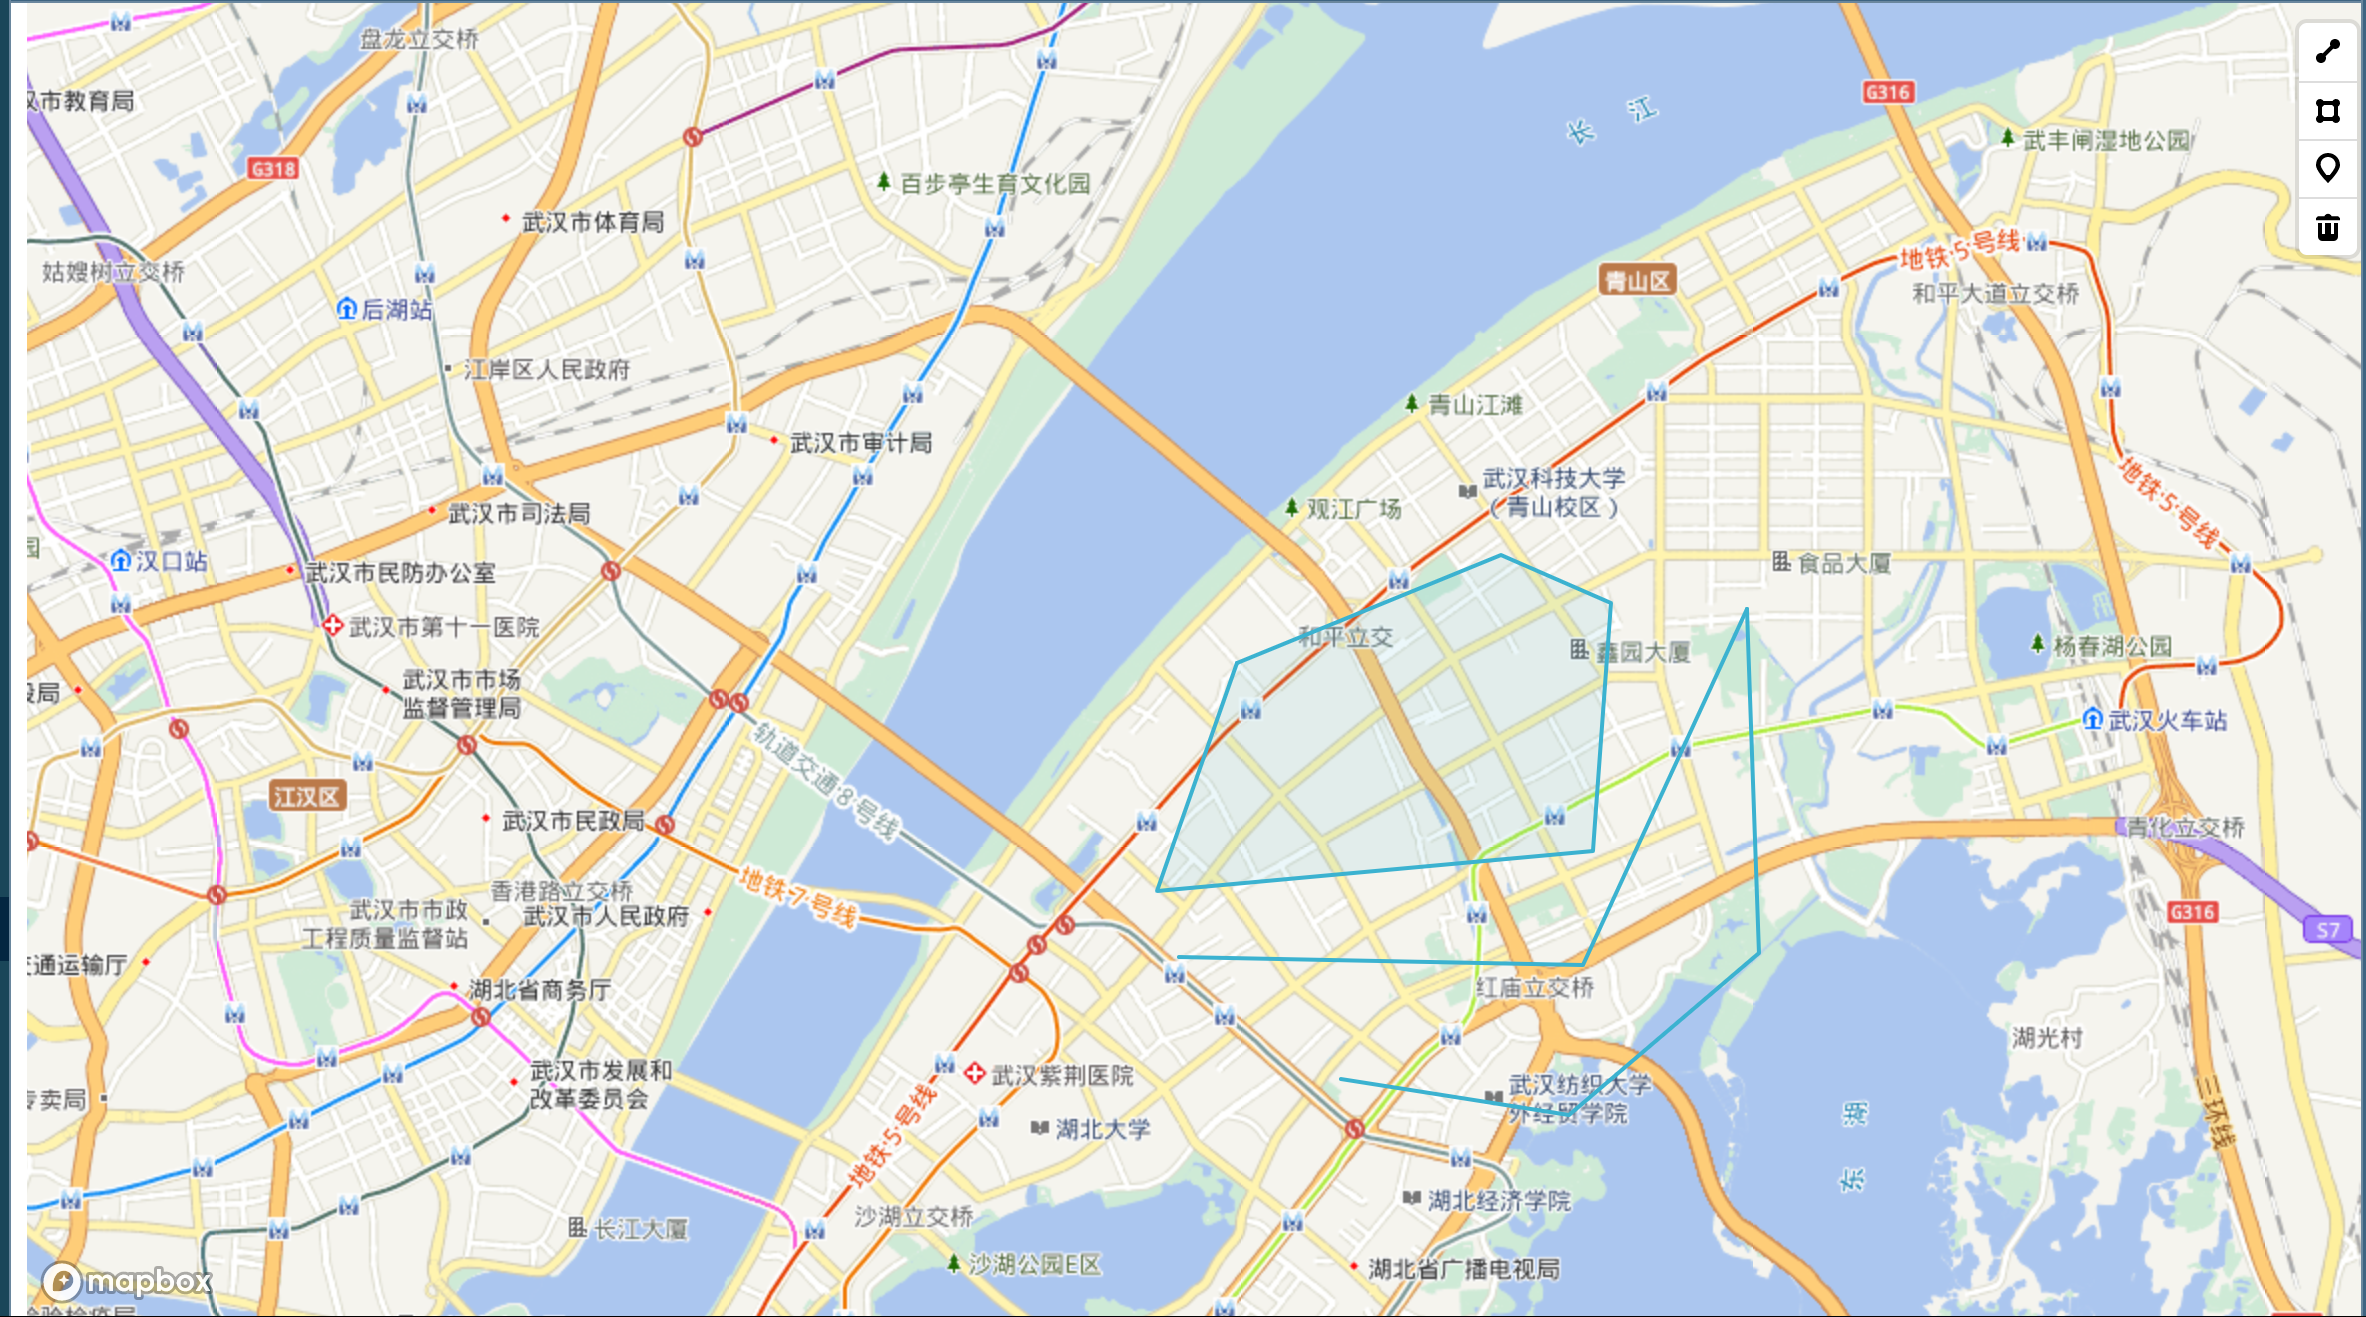 盘龙立交桥
汉市教育局
G316
长 江
武丰闸湿地公园
G318
百步亭生育文化园
武汉市体育局
地铁·5·号线
姑嫂树立交桥
青山区
和平大道立交桥
后湖站
江岸区人民政府
青山江滩
武汉市审计局
武汉科技大学
（青山校区）
地铁·5·号线
武汉市司法局
观江广场
园
汉口站
武汉市民防办公室
食品大厦
武汉市第十一医院
和平立交
鑫园大厦
杨春湖公园
武汉市市场
监督管理局
设局
武汉火车站
轨道交通·8·号线
江汉区
武汉市民政局
青化立交桥
香港路立交桥
地铁·7·号线
武汉市市政
工程质量监督站
武汉市人民政府
G316
S7
交通运输厅
湖北省商务厅
红庙立交桥
湖光村
武汉市发展和
改革委员会
武汉紫荆医院
武汉纺织大学
外经贸学院
专卖局
地铁·5·号线
湖北大学
东 湖
三环线
湖北经济学院
沙湖立交桥
长江大厦
沙湖公园E区
湖北省广播电视局
mapbox